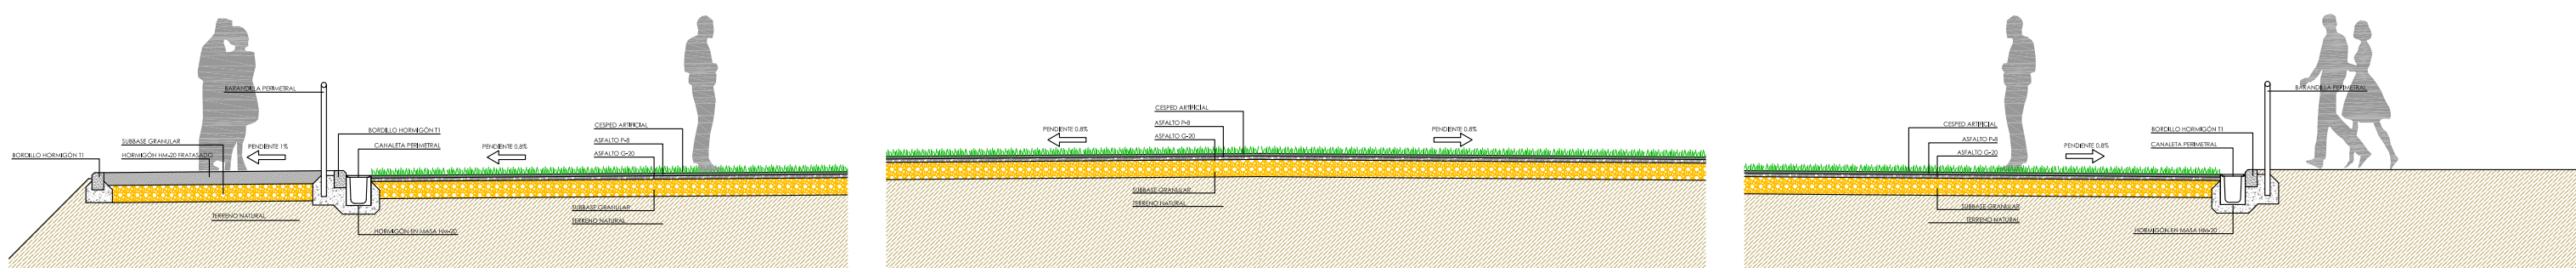 BARANDILLA PERIMETRAL
SUBBASE GRANULAR
BORDILLO HORMIGÓN T1
HORMIGÓN HM-20 FRATASADO
PENDIENTE 1%
BORDILLO HORMIGÓN T1
CANALETA PERIMETRAL
PENDIENTE 0.8%
CESPED ARTIFICIAL
ASFALTO P-8
ASFALTO G-20
TERRENO NATURAL
SUBBASE GRANULAR
TERRENO NATURAL
HORMIGÓN EN MASA HM-20
PENDIENTE 0.8%
CESPED ARTIFICIAL
ASFALTO P-8
ASFALTO G-20
PENDIENTE 0.8%
SUBBASE GRANULAR
TERRENO NATURAL
CESPED ARTIFICIAL
ASFALTO P-8
ASFALTO G-20
PENDIENTE 0.8%
BARANDILLA PERIMETRAL
BORDILLO HORMIGÓN T1
CANALETA PERIMETRAL
SUBBASE GRANULAR
TERRENO NATURAL
HORMIGÓN EN MASA HM-20